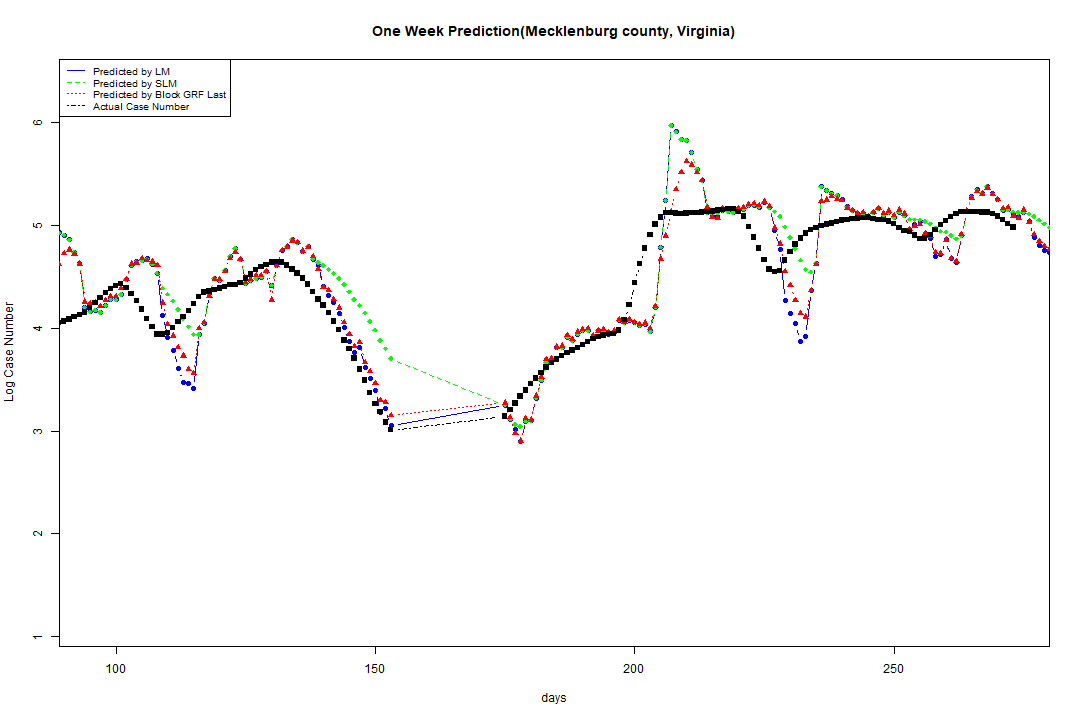 One Week Prediction(Mecklenburg county, Virginia)
Predicted by LM
Predicted by SLM
Predicted by Block GRF Last
Actual Case Number
Log Case Number
6
5
4
3
2
1
100
150
200
250
days